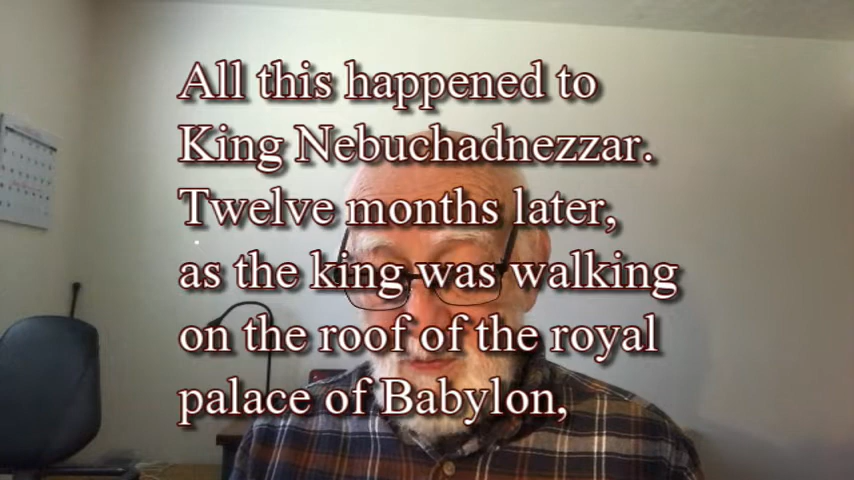 All this happened to
King Nebuchadnezzar.
Twelve months later,
as the king was walking
on the roof of the royal
palace of Babylon,